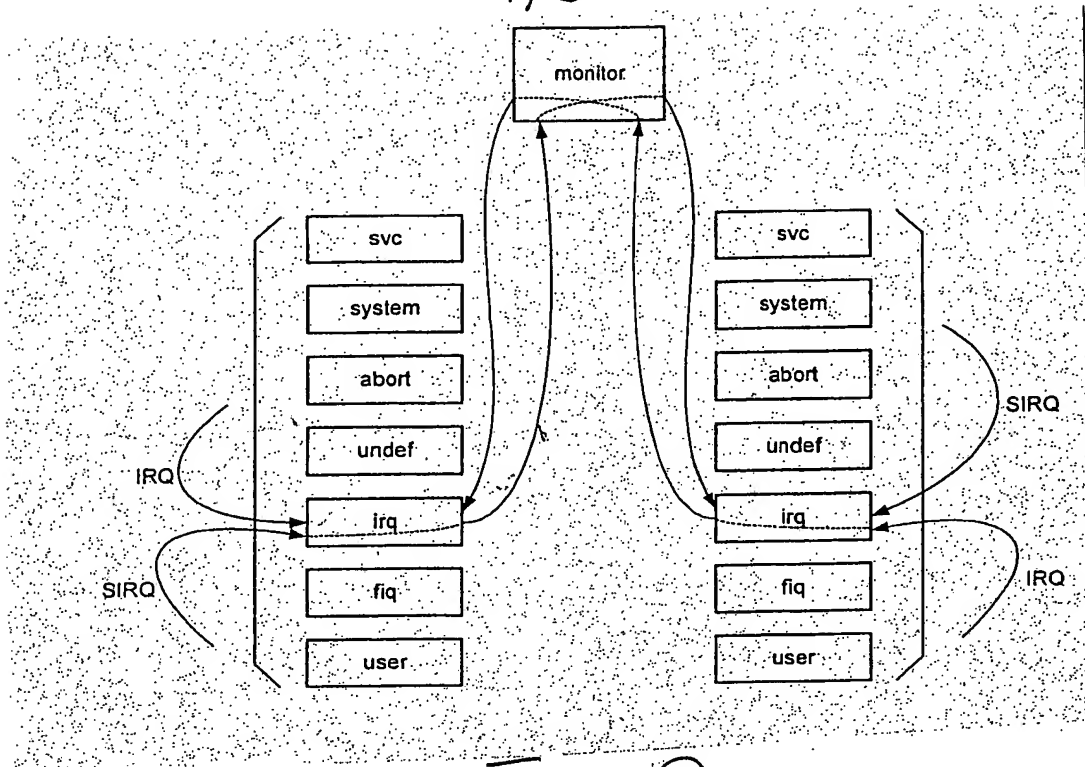 monitor
svc
system
abort
undef
irq
fiq
user
IRQ
SIRQ
svc
system
abort
undef
irq
fiq
user
SIRQ
IRQ